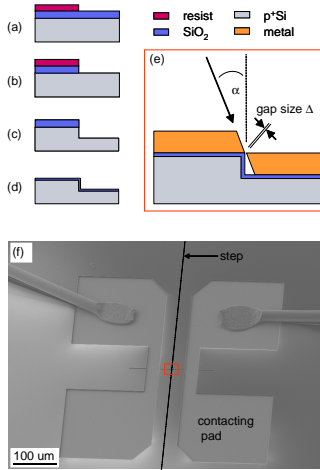 (a)
resist
SiO₂
p⁺Si
metal
(b)
(c)
(d)
(e)
α
gap size Δ
(f)
step
contacting
pad
100 um